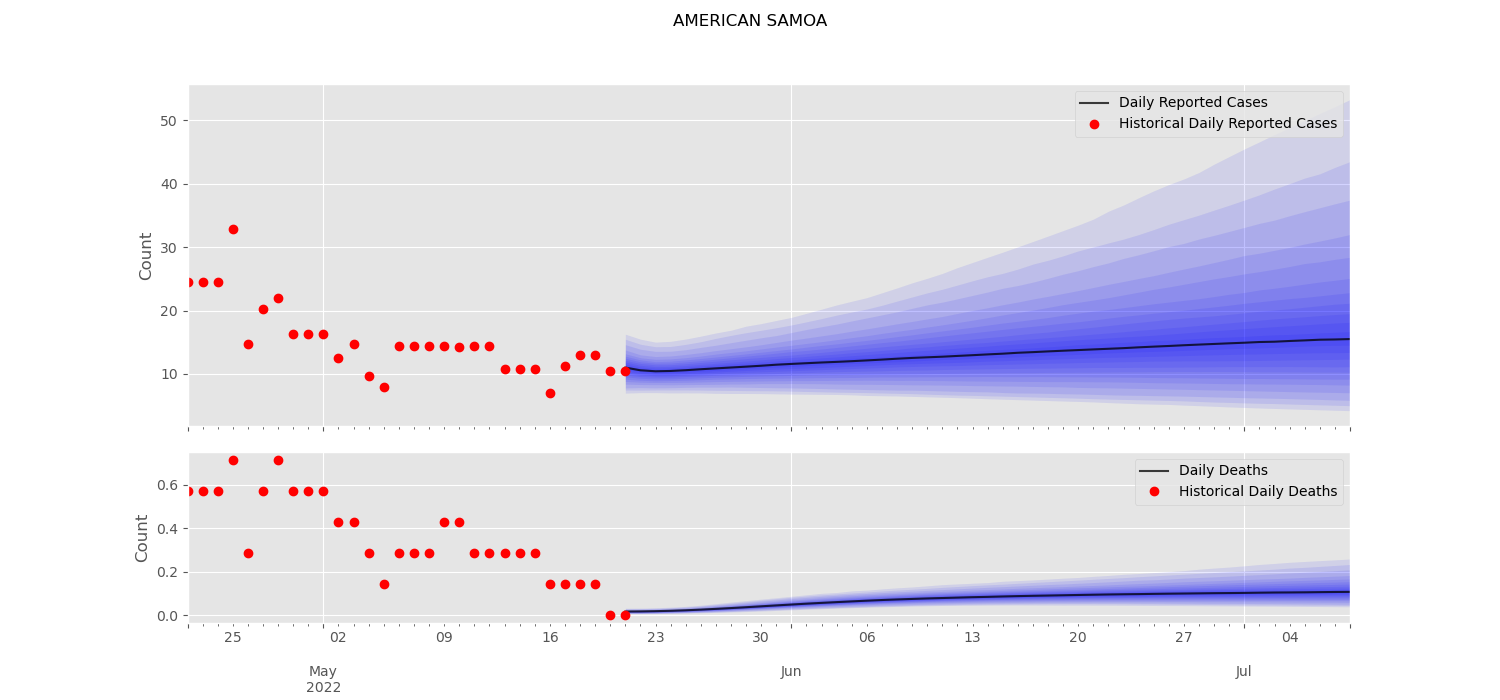 AMERICAN SAMOA
Daily Reported Cases
Historical Daily Reported Cases
50
40
30
20
10
Count
Daily Deaths
Historical Daily Deaths
0.6
0.4
0.2
0.0
Count
25 02 09 16 23 30 06 13 20 27 04
May Jun Jul
2022